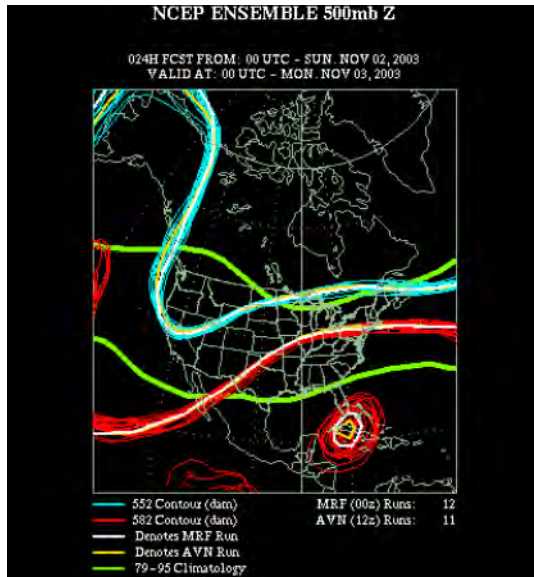 NCEP ENSEMBLE 500mb Z
024H FCST FROM: 00 UTC – SUN. NOV 02, 2003
VALID AT: 00 UTC – MON. NOV 03, 2003
552 Contour (dam) MRF (00z) Runs: 12
582 Contour (dam) AVN (12z) Runs: 11
Denotes MRF Run
Denotes AVN Run
79–95 Climatology